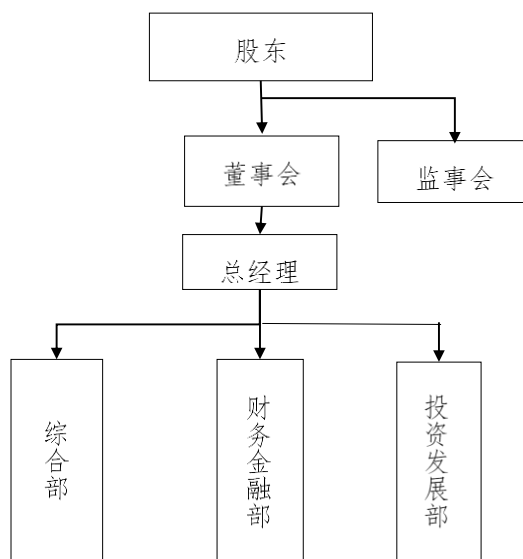 股东
董事会
监事会
总经理
综合部
财务金融部
投资发展部